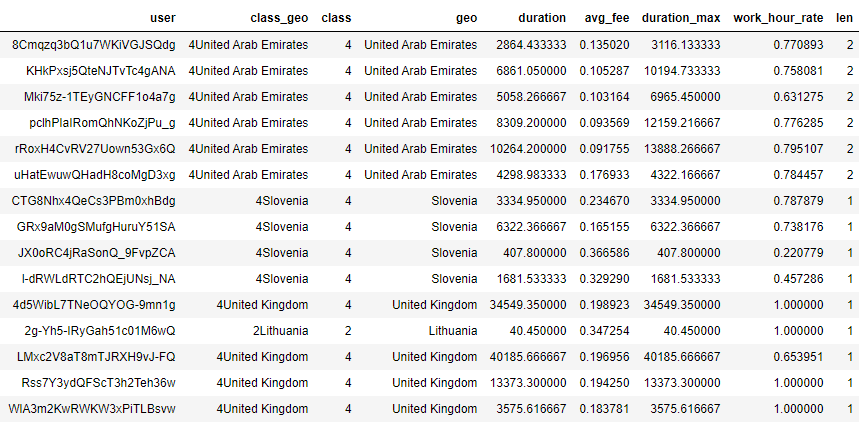 user class_geo class geo duration avg_fee duration_max work_hour_rate len
8Cmqzq3bQ1u7WKiVGJSQdg 4United Arab Emirates 4 United Arab Emirates 2864.433333 0.135020 3116.133333 0.770893 2
KHkPxsj5QteNJTvTc4gANA 4United Arab Emirates 4 United Arab Emirates 6861.050000 0.105287 10194.733333 0.758081 2
Mki75z-1TEyGNCFF1o4a7g 4United Arab Emirates 4 United Arab Emirates 5058.266667 0.103164 6965.450000 0.631275 2
pclhPlaIRomQhNKoZjPu_g 4United Arab Emirates 4 United Arab Emirates 8309.200000 0.093569 12159.216667 0.776285 2
rRoxH4CvRV27Uown53Gx6Q 4United Arab Emirates 4 United Arab Emirates 10264.200000 0.091755 13888.266667 0.795107 2
uHatEwuwQHadH8coMgD3xg 4United Arab Emirates 4 United Arab Emirates 4298.983333 0.176933 4322.166667 0.784457 2
CTG8Nhx4QeCs3PBm0xhBdg 4Slovenia 4 Slovenia 3334.950000 0.234670 3334.950000 0.787879 1
GRx9aM0gSMufgHuruY51SA 4Slovenia 4 Slovenia 6322.366667 0.165155 6322.366667 0.738176 1
JX0oRC4jRaSonQ_9FvpZCA 4Slovenia 4 Slovenia 407.800000 0.366586 407.800000 0.220779 1
l-dRWLdRTC2hQEjUNsj_NA 4Slovenia 4 Slovenia 1681.533333 0.329290 1681.533333 0.457286 1
4d5WibL7TNeOQYOG-9mn1g 4United Kingdom 4 United Kingdom 34549.350000 0.198923 34549.350000 1.000000 1
2g-Yh5-IRyGah51c01M6wQ 2Lithuania 2 Lithuania 40.450000 0.347254 40.450000 1.000000 1
LMxc2V8aT8mTJRXH9vJ-FQ 4United Kingdom 4 United Kingdom 40185.666667 0.196956 40185.666667 0.653951 1
Rss7Y3ydQFScT3h2Teh36w 4United Kingdom 4 United Kingdom 13373.300000 0.194250 13373.300000 1.000000 1
WIA3m2KwRWKW3xPiTLBsvw 4United Kingdom 4 United Kingdom 3575.616667 0.183781 3575.616667 1.000000 1